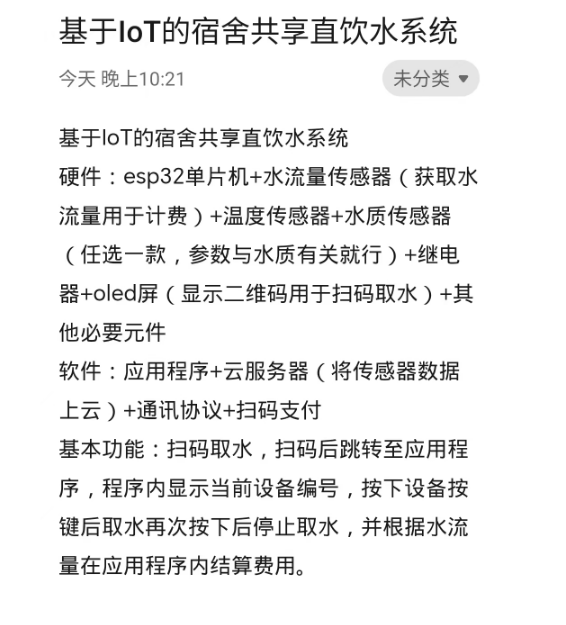 基于IoT的宿舍共享直饮水系统
今天 晚上10:21
未分类
基于IoT的宿舍共享直饮水系统
硬件：esp32单片机+水流量传感器（获取水
流量用于计费）+温度传感器+水质传感器
（任选一款，参数与水质有关就行）+继电
器+oled屏（显示二维码用于扫码取水）+其
他必要元件
软件：应用程序+云服务器（将传感器数据
上云）+通讯协议+扫码支付
基本功能：扫码取水，扫码后跳转至应用程
序，程序内显示当前设备编号，按下设备按
键后取水再次按下后停止取水，并根据水流
量在应用程序内结算费用。